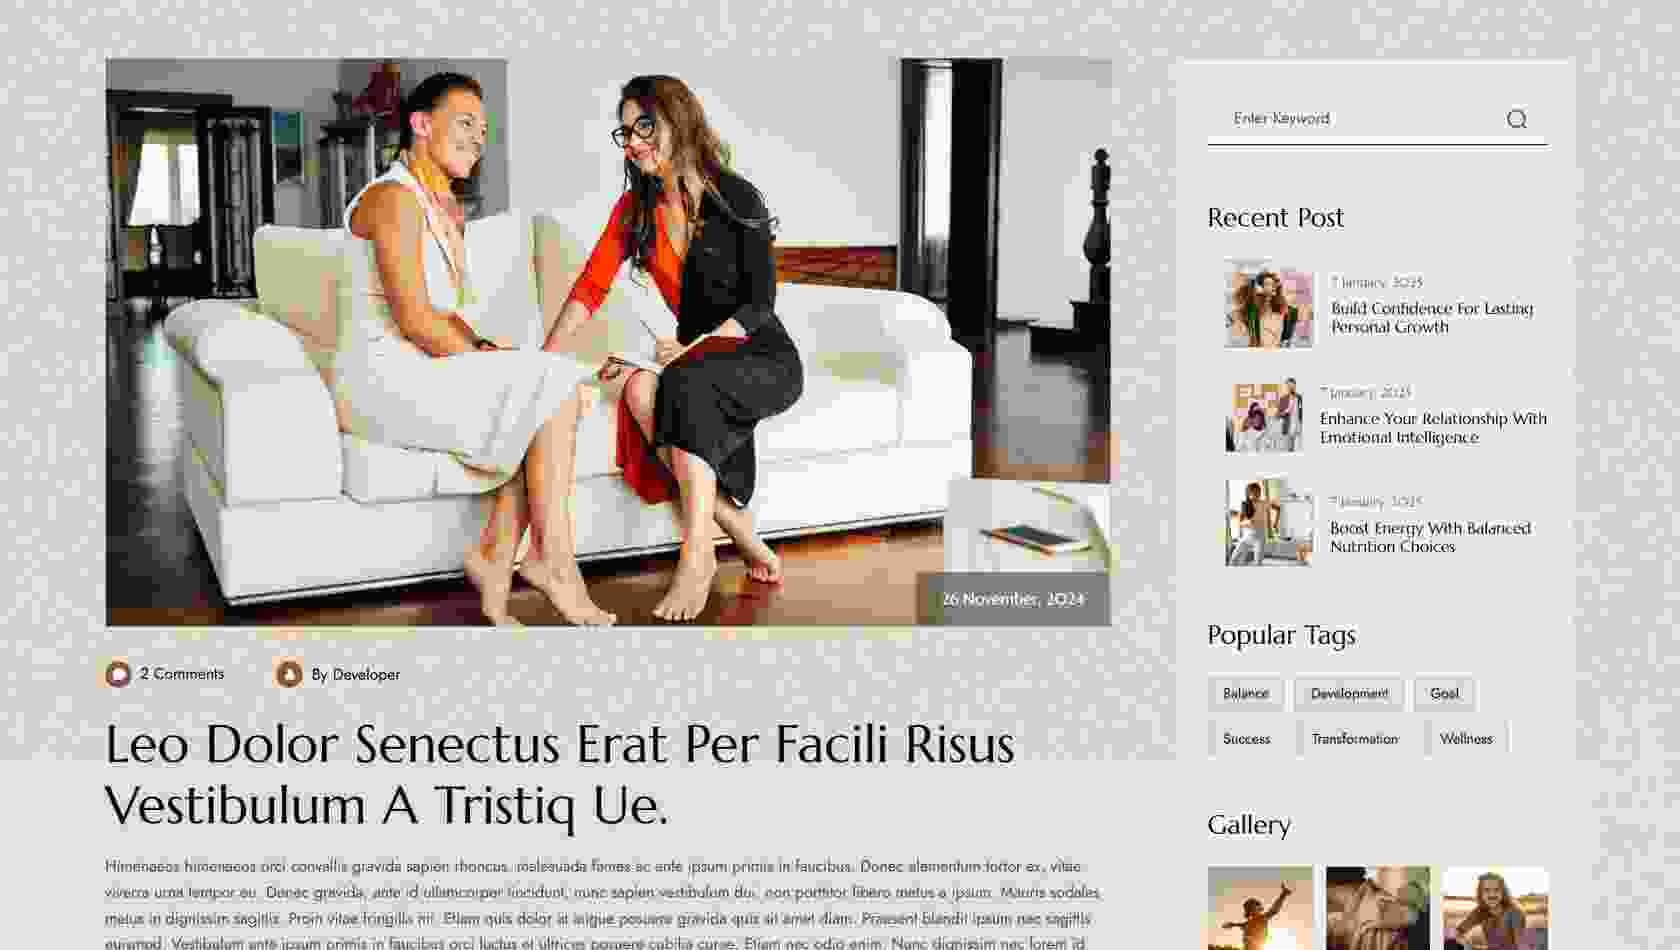 26 November, 2024
2 Comments
By Developer
Leo Dolor Senectus Erat Per Facili Risus
Vestibulum A Tristiq Ue.
Himenaeos himenaeos orci convallis gravida sapien rhoncus, malesuada fames ac ante ipsum primis in faucibus. Donec elementum tortor ex, vitae
viverra urna tempor eu. Donec gravida, ante id ullamcorper tincidunt, nunc sapien vestibulum dui, non porttitor libero metus a ipsum. Mauris sodales
metus in dignissim sagittis. Proin vitae fringilla mi. Etiam quis dolor at augue posuere gravida quis sit amet diam. Praesent blandit ipsum nec sagittis
euismod. Vestibulum ante ipsum primis in faucibus orci luctus et ultrices posuere cubilia curae; Etiam nec odio enim. Nunc dignissim nec lorem id
Enter Keyword
Recent Post
7 January, 2025
Build Confidence For Lasting
Personal Growth
7 January, 2025
Enhance Your Relationship With
Emotional Intelligence
7 January, 2025
Boost Energy With Balanced
Nutrition Choices
Popular Tags
Balance
Development
Goal
Success
Transformation
Wellness
Gallery